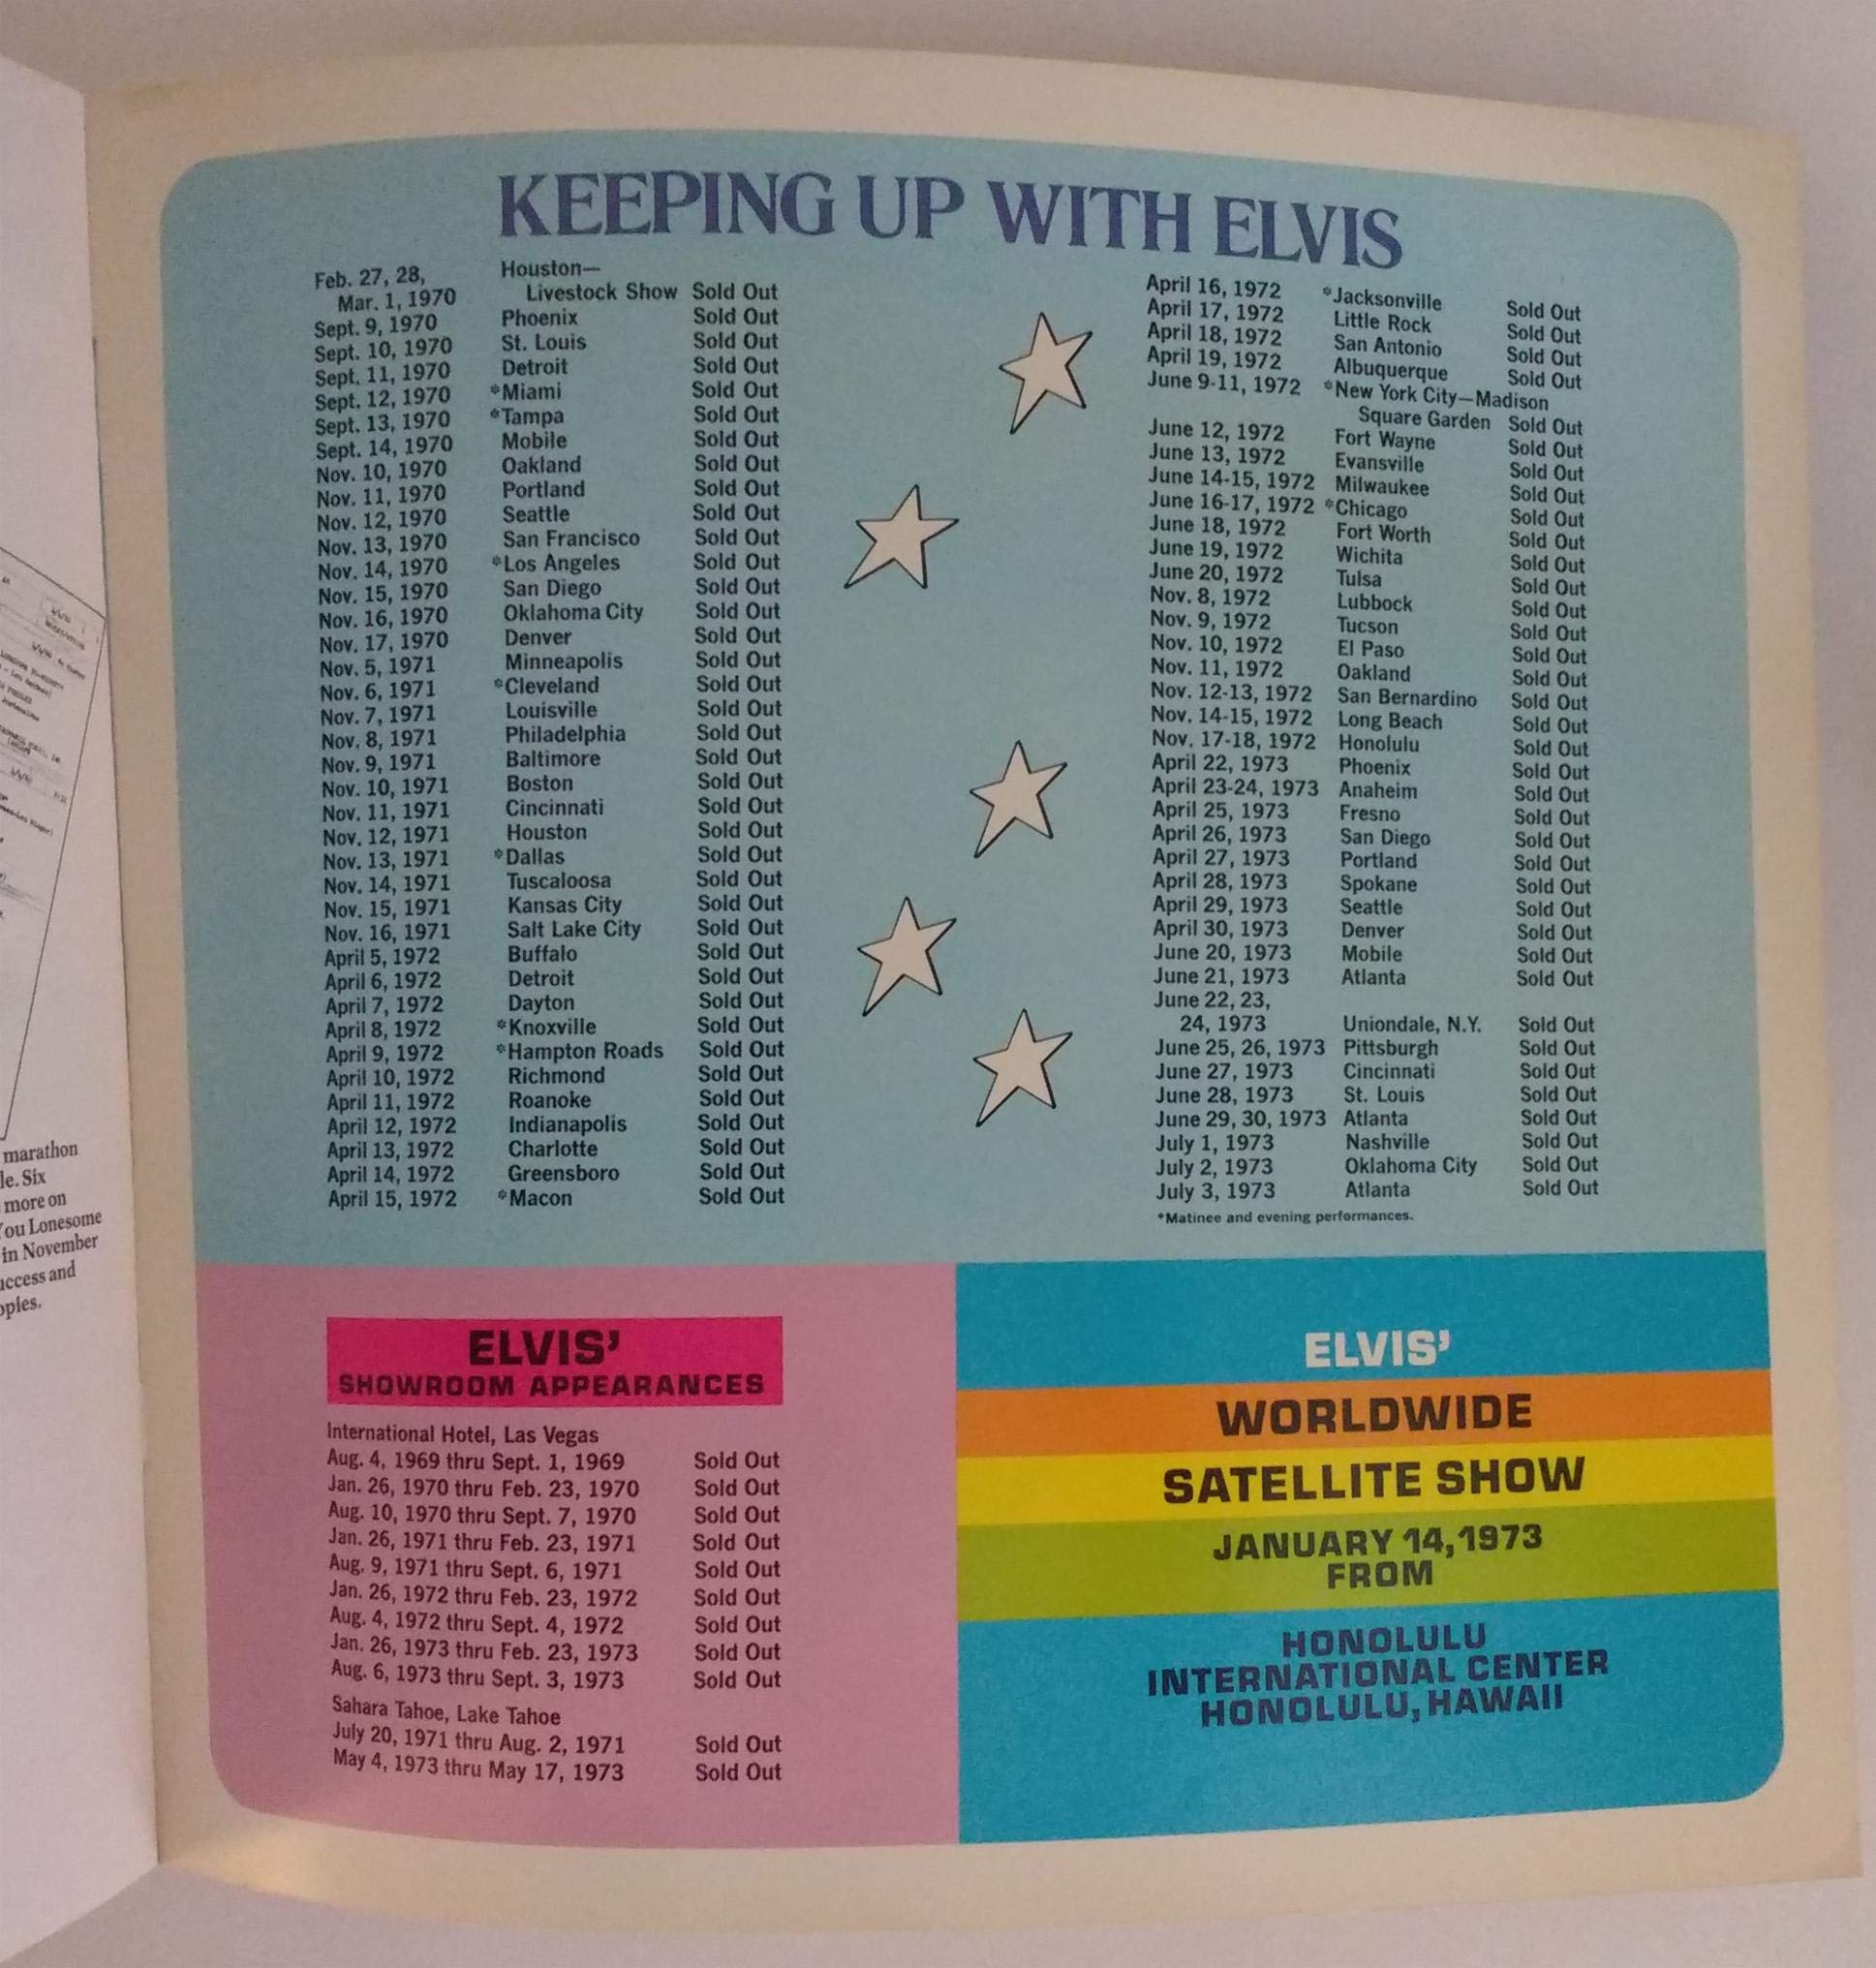 marathon
le. Six
more on
You Lonesome
in November
success and
oples.
KEEPING UP WITH ELVIS
Feb. 27, 28, Houston—
Mar. 1, 1970 Livestock Show Sold Out
Sept. 9, 1970 Phoenix Sold Out
Sept. 10, 1970 St. Louis Sold Out
Sept. 11, 1970 Detroit Sold Out
Sept. 12, 1970 *Miami Sold Out
Sept. 13, 1970 *Tampa Sold Out
Sept. 14, 1970 Mobile Sold Out
Nov. 10, 1970 Oakland Sold Out
Nov. 11, 1970 Portland Sold Out
Nov. 12, 1970 Seattle Sold Out
Nov. 13, 1970 San Francisco Sold Out
Nov. 14, 1970 *Los Angeles Sold Out
Nov. 15, 1970 San Diego Sold Out
Nov. 16, 1970 Oklahoma City Sold Out
Nov. 17, 1970 Denver Sold Out
Nov. 5, 1971 Minneapolis Sold Out
Nov. 6, 1971 *Cleveland Sold Out
Nov. 7, 1971 Louisville Sold Out
Nov. 8, 1971 Philadelphia Sold Out
Nov. 9, 1971 Baltimore Sold Out
Nov. 10, 1971 Boston Sold Out
Nov. 11, 1971 Cincinnati Sold Out
Nov. 12, 1971 Houston Sold Out
Nov. 13, 1971 *Dallas Sold Out
Nov. 14, 1971 Tuscaloosa Sold Out
Nov. 15, 1971 Kansas City Sold Out
Nov. 16, 1971 Salt Lake City Sold Out
April 5, 1972 Buffalo Sold Out
April 6, 1972 Detroit Sold Out
April 7, 1972 Dayton Sold Out
April 8, 1972 *Knoxville Sold Out
April 9, 1972 *Hampton Roads Sold Out
April 10, 1972 Richmond Sold Out
April 11, 1972 Roanoke Sold Out
April 12, 1972 Indianapolis Sold Out
April 13, 1972 Charlotte Sold Out
April 14, 1972 Greensboro Sold Out
April 15, 1972 *Macon Sold Out
April 16, 1972 *Jacksonville Sold Out
April 17, 1972 Little Rock Sold Out
April 18, 1972 San Antonio Sold Out
April 19, 1972 Albuquerque Sold Out
June 9-11, 1972 *New York City—Madison
Square Garden Sold Out
June 12, 1972 Fort Wayne Sold Out
June 13, 1972 Evansville Sold Out
June 14-15, 1972 Milwaukee Sold Out
June 16-17, 1972 *Chicago Sold Out
June 18, 1972 Fort Worth Sold Out
June 19, 1972 Wichita Sold Out
June 20, 1972 Tulsa Sold Out
Nov. 8, 1972 Lubbock Sold Out
Nov. 9, 1972 Tucson Sold Out
Nov. 10, 1972 El Paso Sold Out
Nov. 11, 1972 Oakland Sold Out
Nov. 12-13, 1972 San Bernardino Sold Out
Nov. 14-15, 1972 Long Beach Sold Out
Nov. 17-18, 1972 Honolulu Sold Out
April 22, 1973 Phoenix Sold Out
April 23-24, 1973 Anaheim Sold Out
April 25, 1973 Fresno Sold Out
April 26, 1973 San Diego Sold Out
April 27, 1973 Portland Sold Out
April 28, 1973 Spokane Sold Out
April 29, 1973 Seattle Sold Out
April 30, 1973 Denver Sold Out
June 20, 1973 Mobile Sold Out
June 21, 1973 Atlanta Sold Out
June 22, 23,
24, 1973 Uniondale, N.Y. Sold Out
June 25, 26, 1973 Pittsburgh Sold Out
June 27, 1973 Cincinnati Sold Out
June 28, 1973 St. Louis Sold Out
June 29, 30, 1973 Atlanta Sold Out
July 1, 1973 Nashville Sold Out
July 2, 1973 Oklahoma City Sold Out
July 3, 1973 Atlanta Sold Out
*Matinee and evening performances.
ELVIS'
SHOWROOM APPEARANCES
International Hotel, Las Vegas
Aug. 4, 1969 thru Sept. 1, 1969 Sold Out
Jan. 26, 1970 thru Feb. 23, 1970 Sold Out
Aug. 10, 1970 thru Sept. 7, 1970 Sold Out
Jan. 26, 1971 thru Feb. 23, 1971 Sold Out
Aug. 9, 1971 thru Sept. 6, 1971 Sold Out
Jan. 26, 1972 thru Feb. 23, 1972 Sold Out
Aug. 4, 1972 thru Sept. 4, 1972 Sold Out
Jan. 26, 1973 thru Feb. 23, 1973 Sold Out
Aug. 6, 1973 thru Sept. 3, 1973 Sold Out
Sahara Tahoe, Lake Tahoe
July 20, 1971 thru Aug. 2, 1971 Sold Out
May 4, 1973 thru May 17, 1973 Sold Out
ELVIS'
WORLDWIDE
SATELLITE SHOW
JANUARY 14, 1973
FROM
HONOLULU
INTERNATIONAL CENTER
HONOLULU, HAWAII